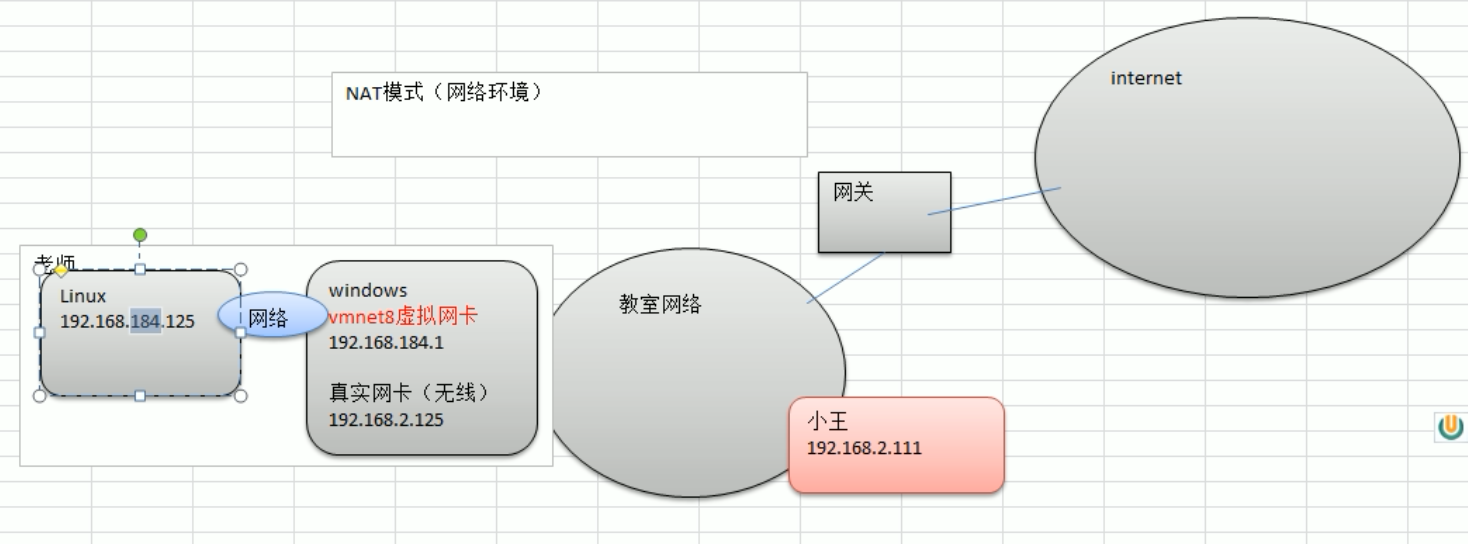 NAT模式（网络环境）
internet
网关
老师
Linux
192.168.184.125
网络
windows
vmnet8虚拟网卡
192.168.184.1
真实网卡（无线）
192.168.2.125
教室网络
小王
192.168.2.111